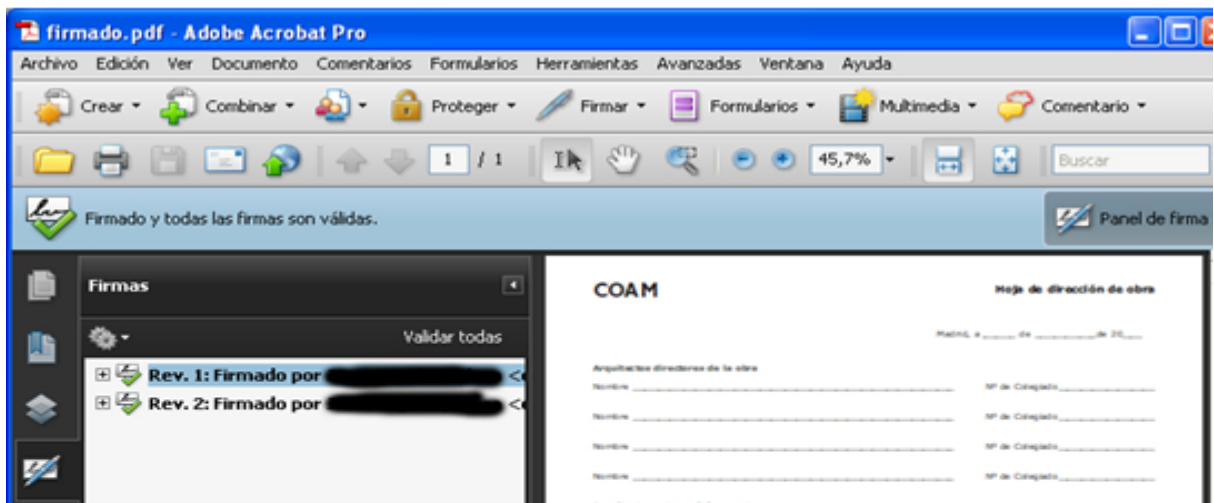 firmado.pdf - Adobe Acrobat Pro
Archivo Edición Ver Documento Comentarios Formularios Herramientas Avanzadas Ventana Ayuda
Crear Combinar Proteger Firmar Formularios Multimedia Comentario
1 / 1 45,7% Buscar
Firmado y todas las firmas son válidas.
Panel de firma
Firmas
Validar todas
Rev. 1: Firmado por
Rev. 2: Firmado por
COAM
Hoja de dirección de obra
Madrid, a ______ de ____________ de 20___
Arquitectos directores de la obra
Nombre Nº de Colegiado
Nombre Nº de Colegiado
Nombre Nº de Colegiado
Nombre Nº de Colegiado